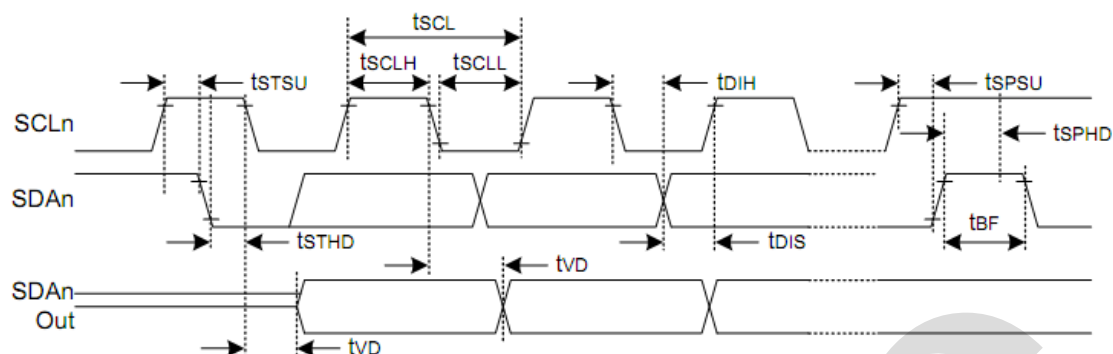 tSCL
tSTSU tSCLH tSCLL tDIH tSPSU
SCLn
tSPHD
SDAn
tSTHD tDIS tBF
tVD
SDAn
Out
tVD